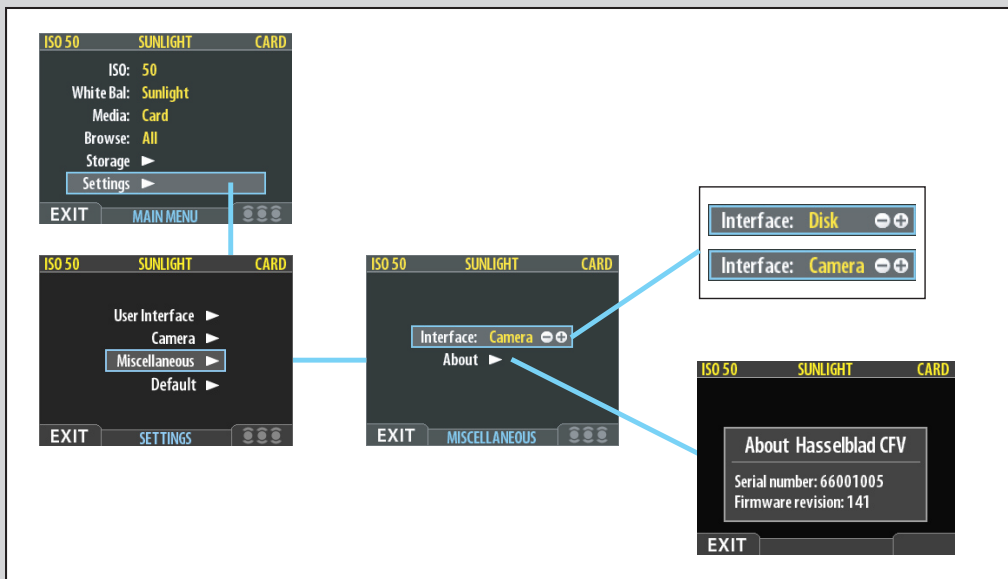 ISO 50 SUNLIGHT CARD
ISO: 50
White Bal: Sunlight
Media: Card
Browse: All
Storage
Settings
EXIT MAIN MENU
ISO 50 SUNLIGHT CARD
User Interface
Camera
Miscellaneous
Default
EXIT SETTINGS
ISO 50 SUNLIGHT CARD
Interface: Camera
About
EXIT MISCELLANEOUS
Interface: Disk
Interface: Camera
ISO 50 SUNLIGHT CARD
About Hasselblad CFV
Serial number: 66001005
Firmware revision: 141
EXIT